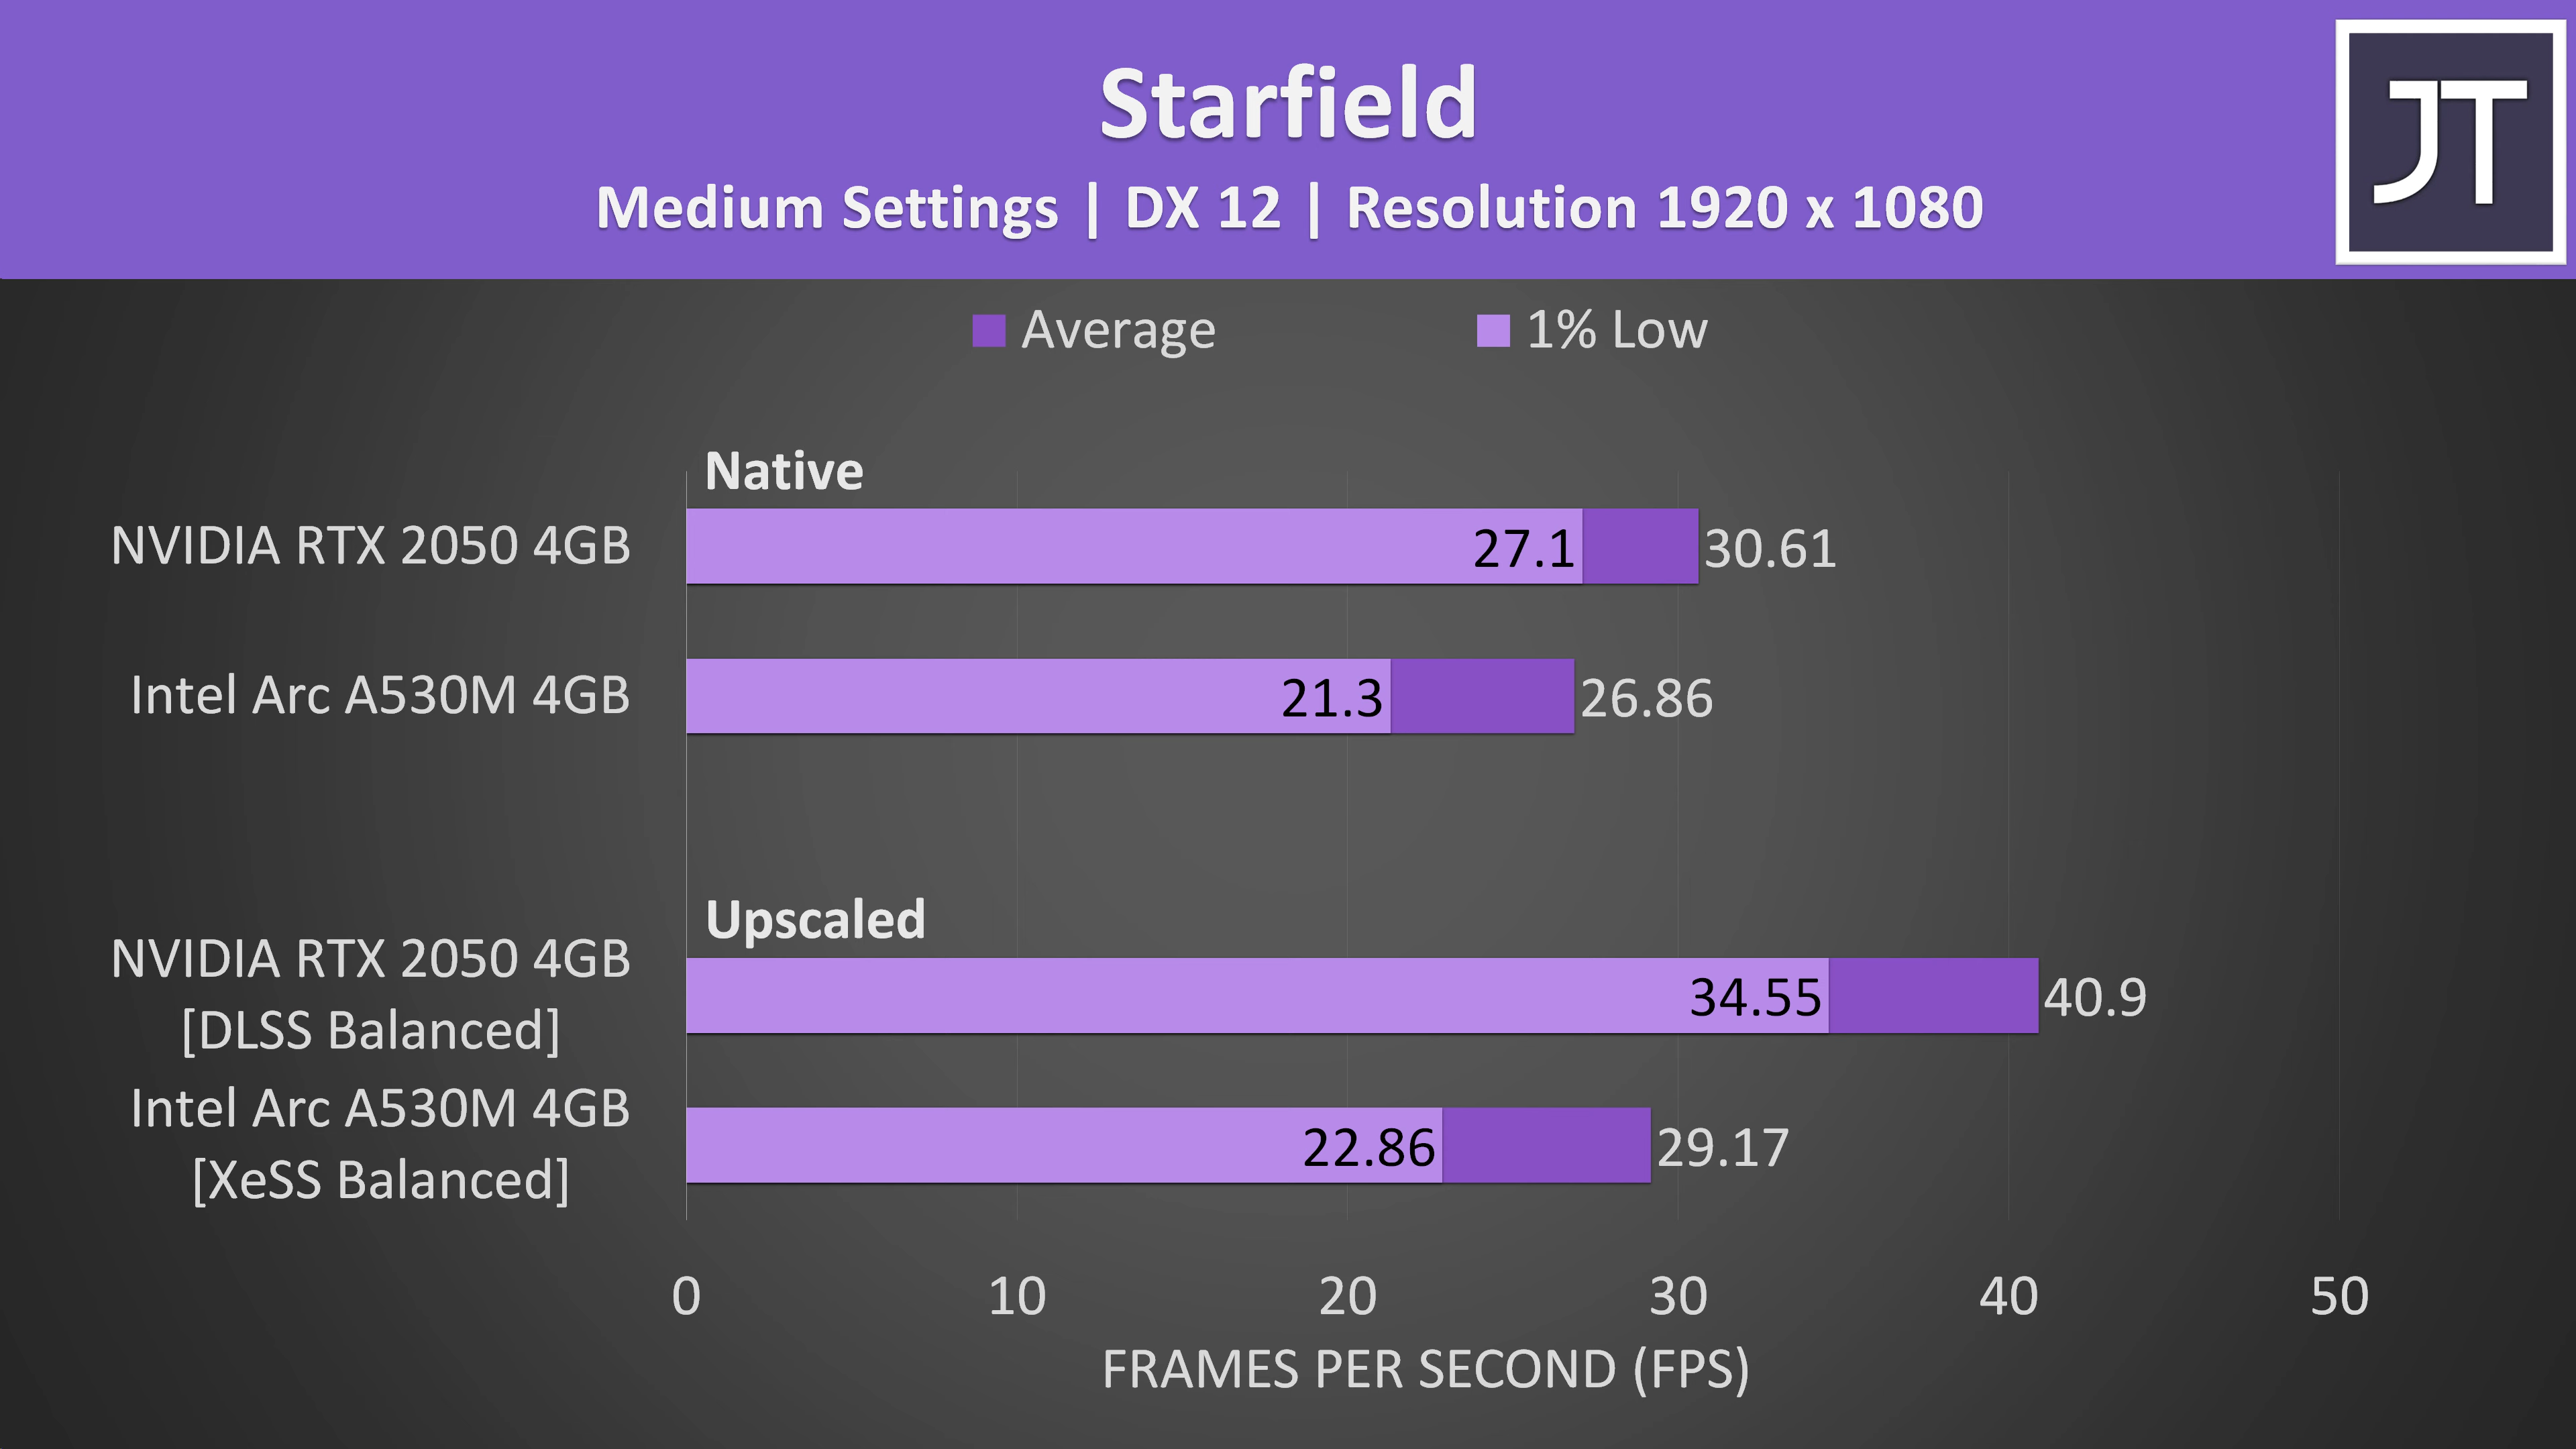 Starfield
Medium Settings | DX 12 | Resolution 1920 x 1080
JT
Average
1% Low
Native
NVIDIA RTX 2050 4GB
27.1
30.61
Intel Arc A530M 4GB
21.3
26.86
Upscaled
NVIDIA RTX 2050 4GB
[DLSS Balanced]
34.55
40.9
Intel Arc A530M 4GB
[XeSS Balanced]
22.86
29.17
0 10 20 30 40 50
FRAMES PER SECOND (FPS)